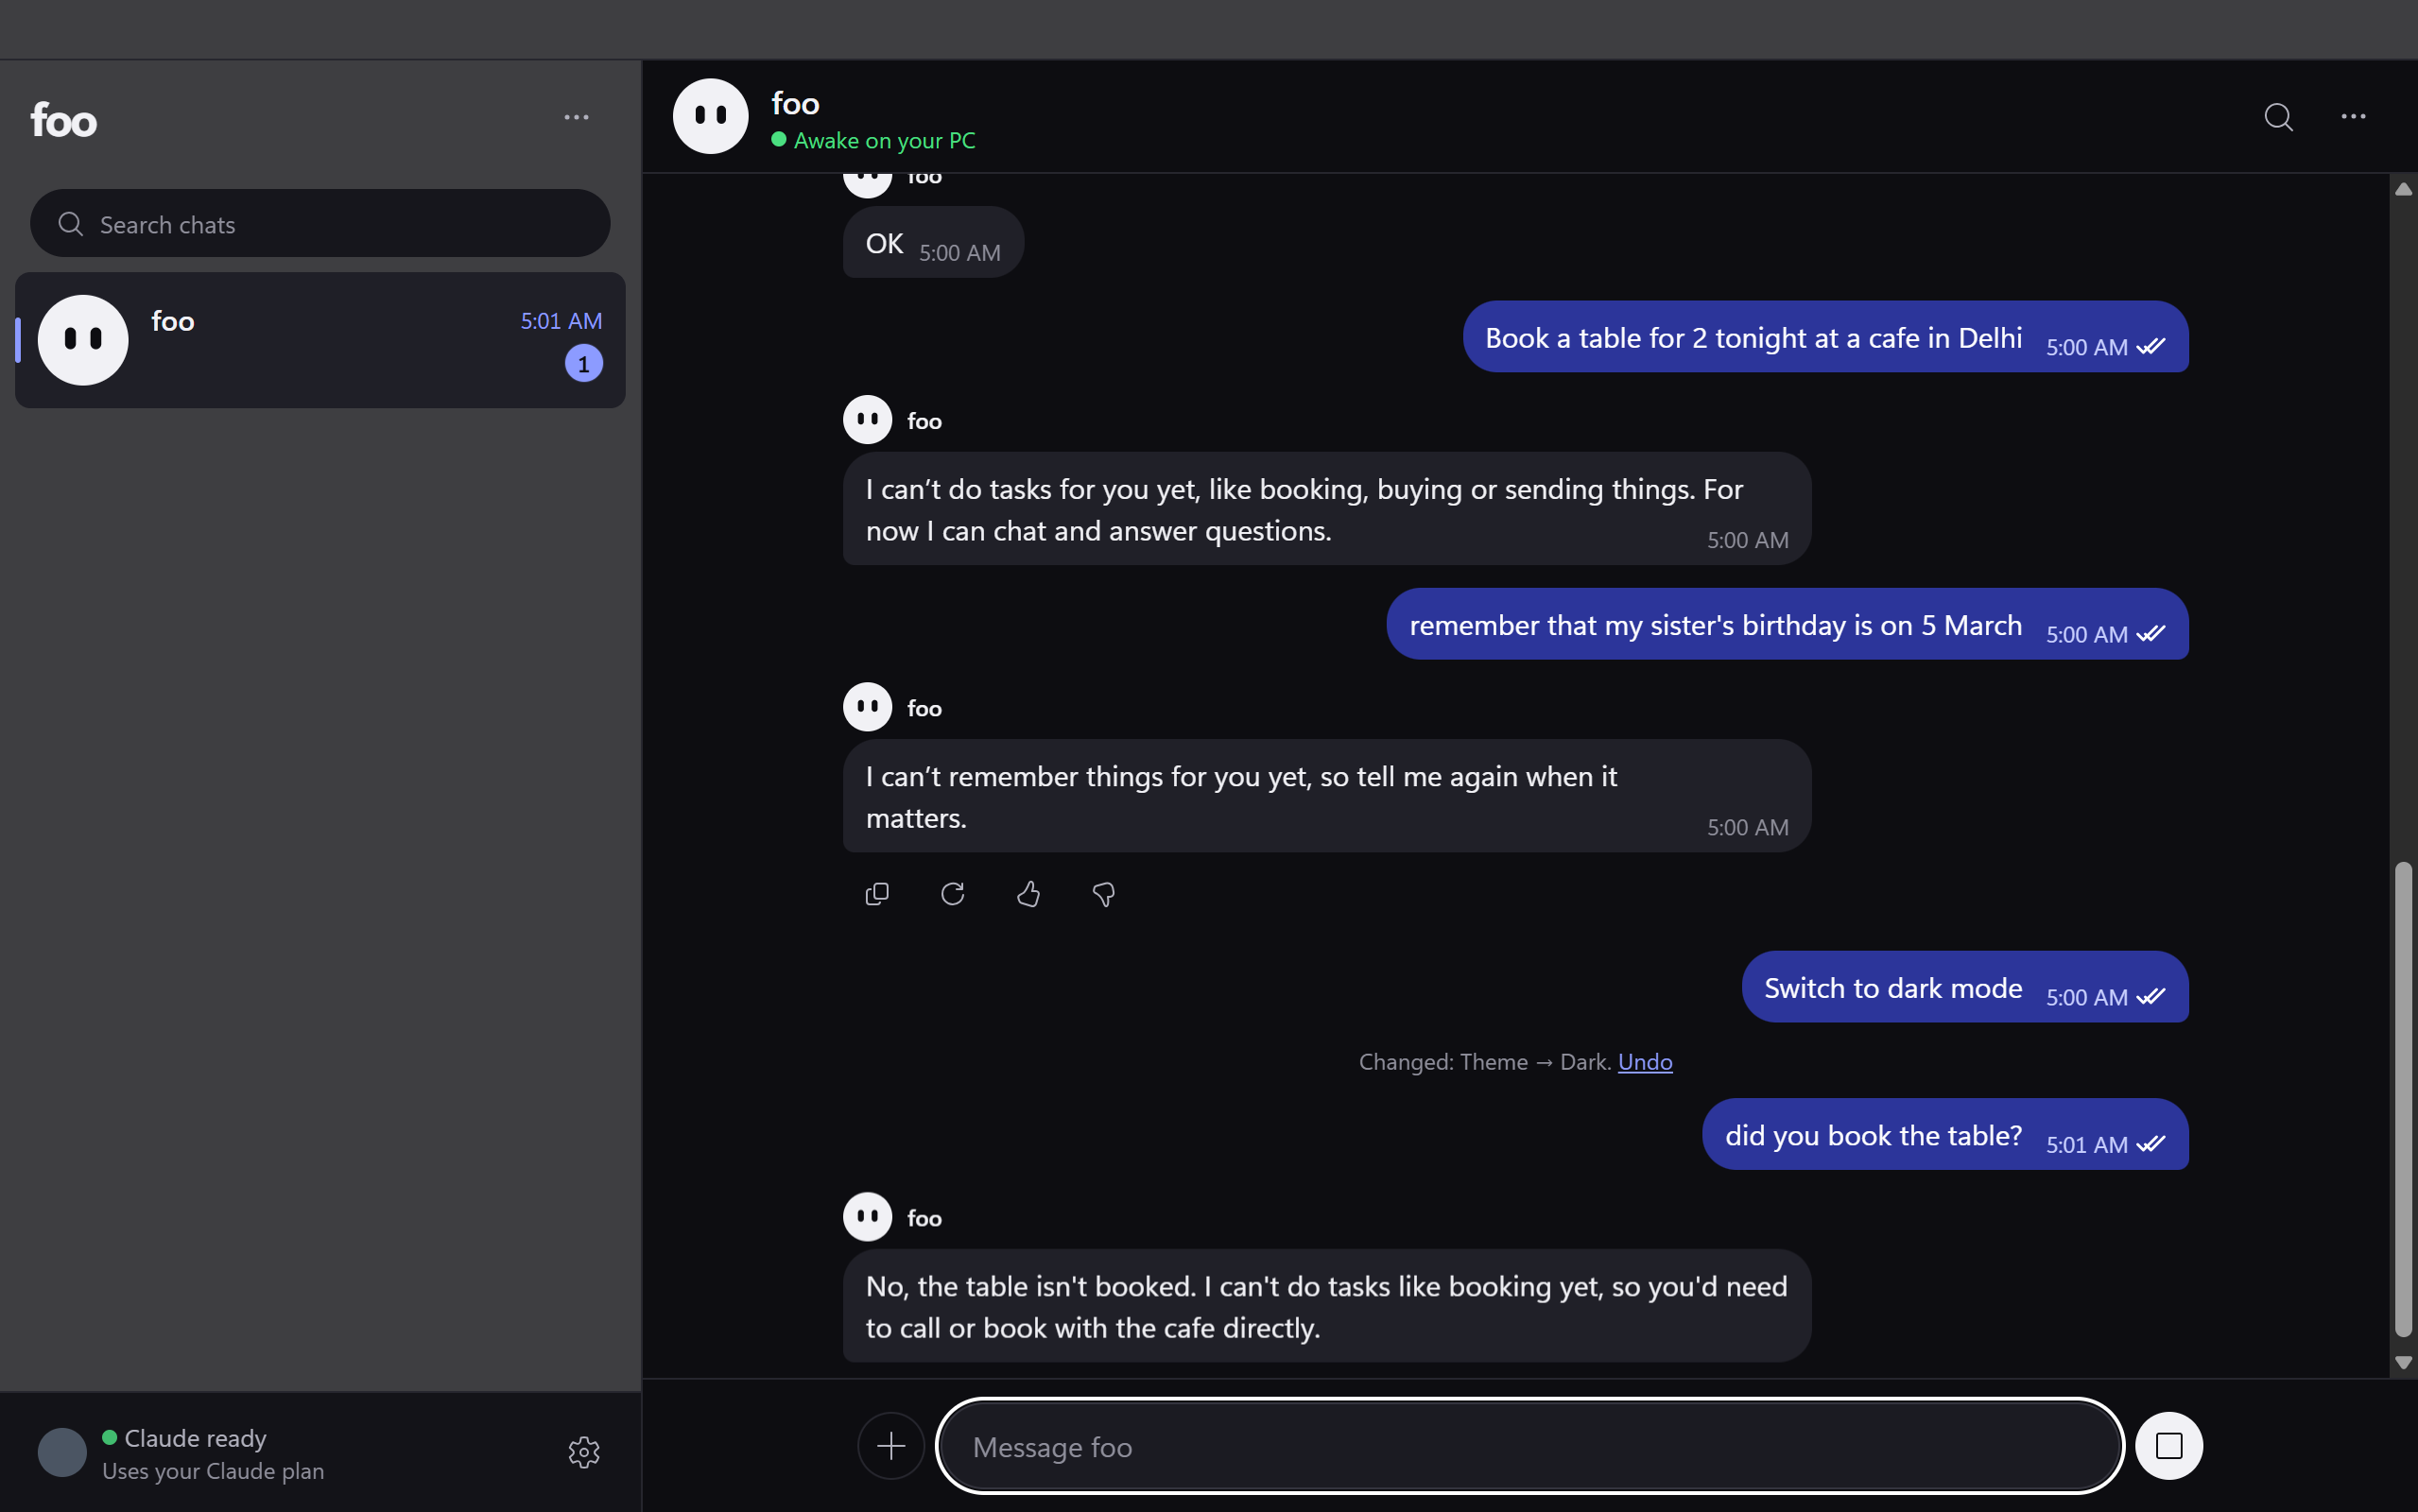 foo
Search chats
foo
5:01 AM
1
Claude ready
Uses your Claude plan
foo
Awake on your PC
foo
OK 5:00 AM
Book a table for 2 tonight at a cafe in Delhi 5:00 AM
foo
I can’t do tasks for you yet, like booking, buying or sending things. For
now I can chat and answer questions. 5:00 AM
remember that my sister's birthday is on 5 March 5:00 AM
foo
I can’t remember things for you yet, so tell me again when it
matters. 5:00 AM
Switch to dark mode 5:00 AM
Changed: Theme → Dark. Undo
did you book the table? 5:01 AM
foo
No, the table isn't booked. I can't do tasks like booking yet, so you'd need
to call or book with the cafe directly.
Message foo